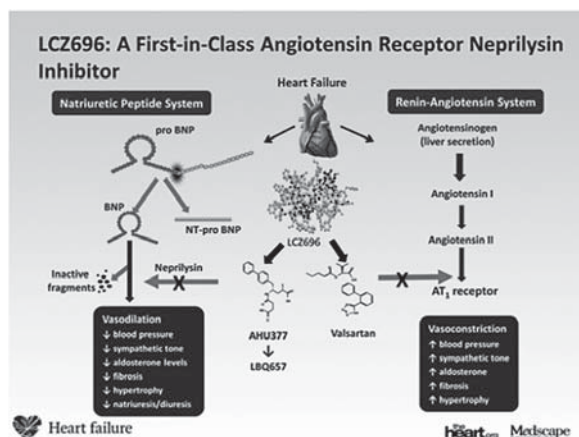 LCZ696: A First-in-Class Angiotensin Receptor Neprilysin
Inhibitor
Natriuretic Peptide System
Heart Failure
Renin-Angiotensin System
pro BNP
Angiotensinogen
(liver secretion)
BNP
NT-pro BNP
Angiotensin I
LCZ696
Angiotensin II
Inactive
fragments
Neprilysin
X
X
AT1 receptor
AHU377
LBQ657
Valsartan
Vasodilation
↓ blood pressure
↓ sympathetic tone
↓ aldosterone levels
↓ fibrosis
↓ hypertrophy
↓ natriuresis/diuresis
Vasoconstriction
↑ blood pressure
↑ sympathetic tone
↑ aldosterone
↑ fibrosis
↑ hypertrophy
Heart failure
theheart.org Medscape